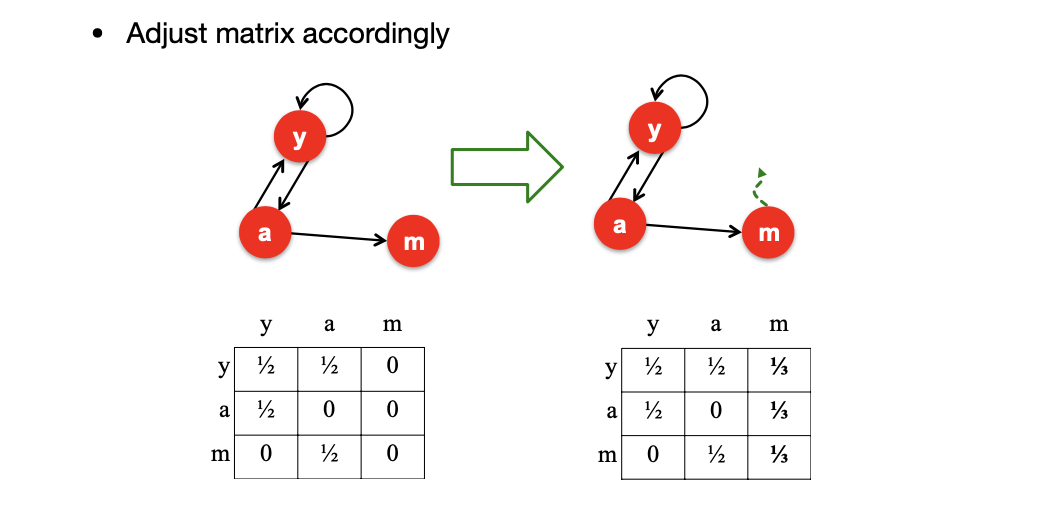 • Adjust matrix accordingly
y
a
m
y
a
m
y a m
y ½ ½ 0
a ½ 0 0
m 0 ½ 0
y a m
y ½ ½ ⅓
a ½ 0 ⅓
m 0 ½ ⅓